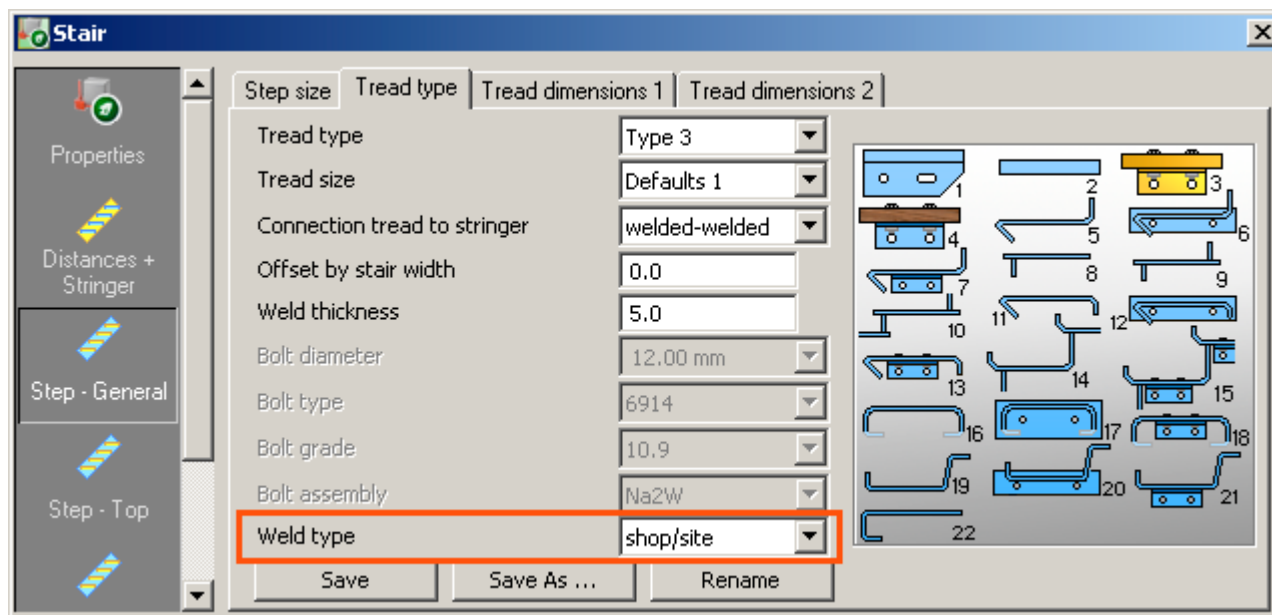 Stair
Properties
Distances +
Stringer
Step - General
Step - Top
Step size Tread type Tread dimensions 1 Tread dimensions 2
Tread type Type 3
Tread size Defaults 1
Connection tread to stringer welded-welded
Offset by stair width 0.0
Weld thickness 5.0
Bolt diameter 12.00 mm
Bolt type 6914
Bolt grade 10.9
Bolt assembly Na2W
Weld type shop/site
Save Save As ... Rename
1 2 3
4 5 6
7 8 9
10 11 12
13 14 15
16 17 18
19 20 21
22